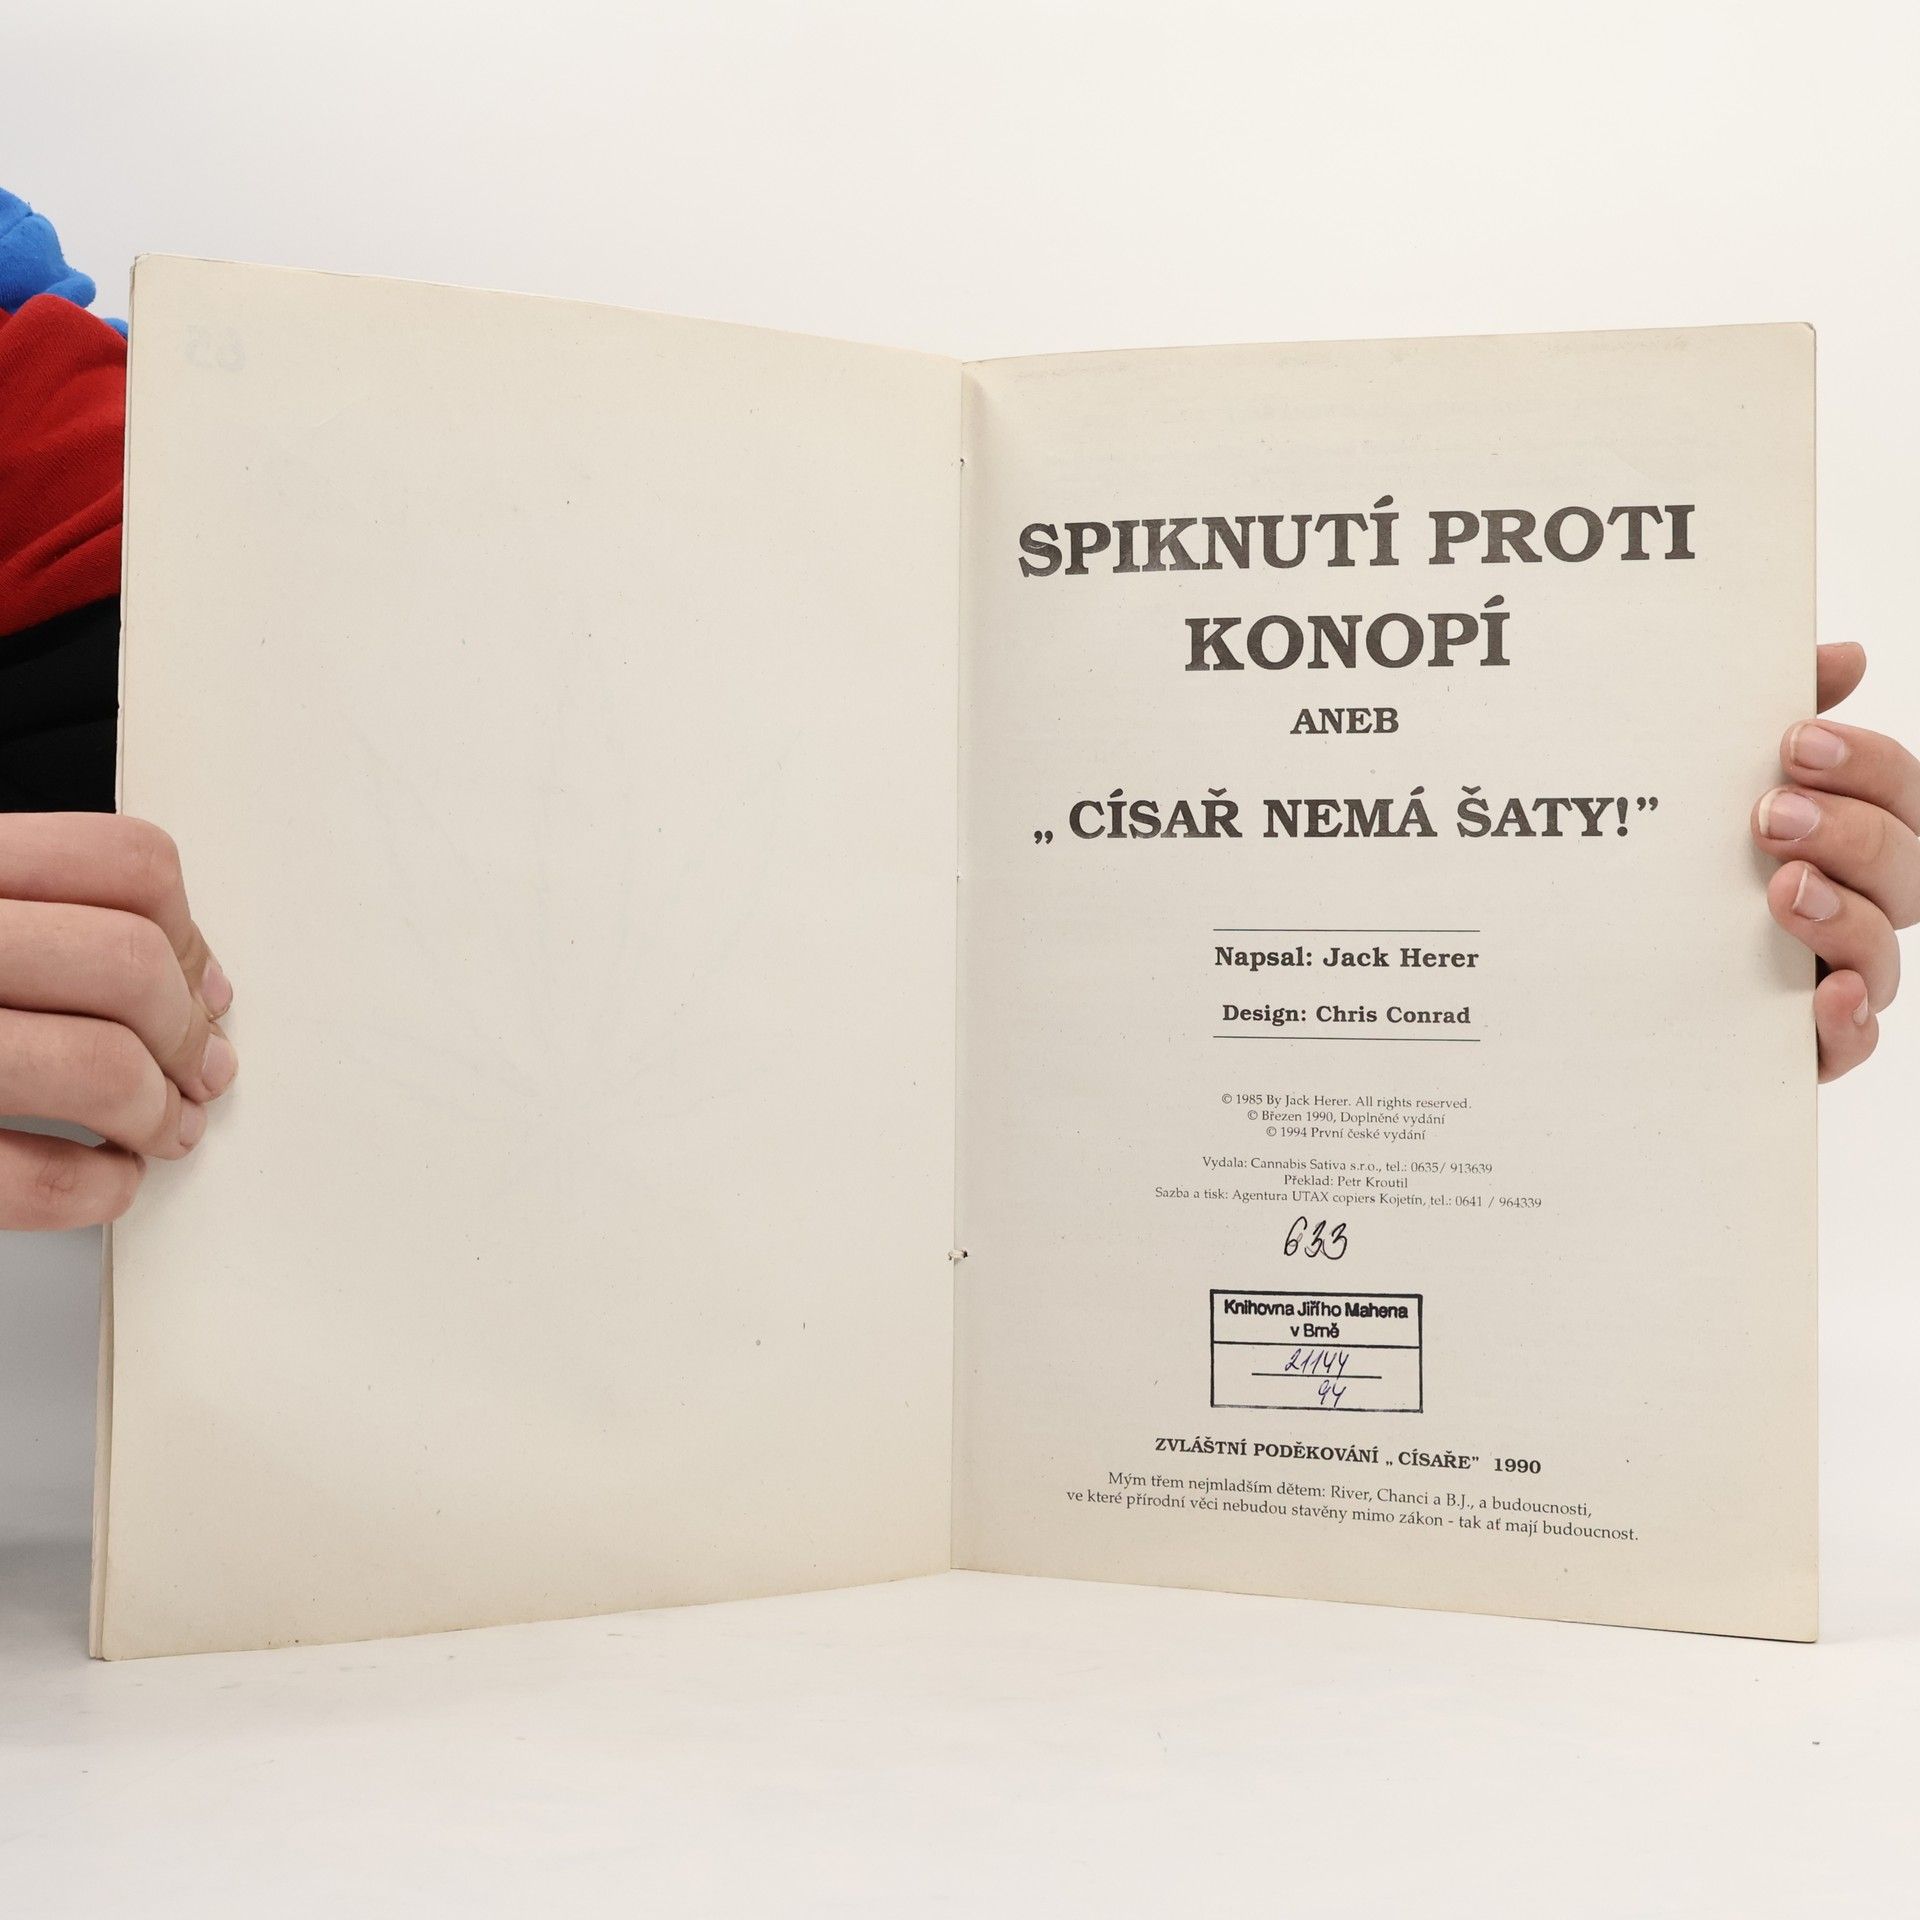 SPIKNUTÍ PROTI
KONOPÍ
ANEB
„ CÍSAŘ NEMÁ ŠATY!”
Napsal: Jack Herer
Design: Chris Conrad
© 1985 By Jack Herer. All rights reserved.
© Březen 1990, Doplněné vydání
© 1994 První české vydání
Vydala: Cannabis Sativa s.r.o., tel.: 0635/ 913639
Překlad: Petr Kroutil
Sazba a tisk: Agentura UTAX copiers Kojetín, tel.: 0641 / 964339
633
Knihovna Jiřího Mahena
v Brně
21144
94
ZVLÁŠTNÍ PODĚKOVÁNÍ „ CÍSAŘE” 1990
Mým třem nejmladším dětem: River, Chanci a B.J., a budoucnosti,
ve které přírodní věci nebudou stavěny mimo zákon - tak ať mají budoucnost.